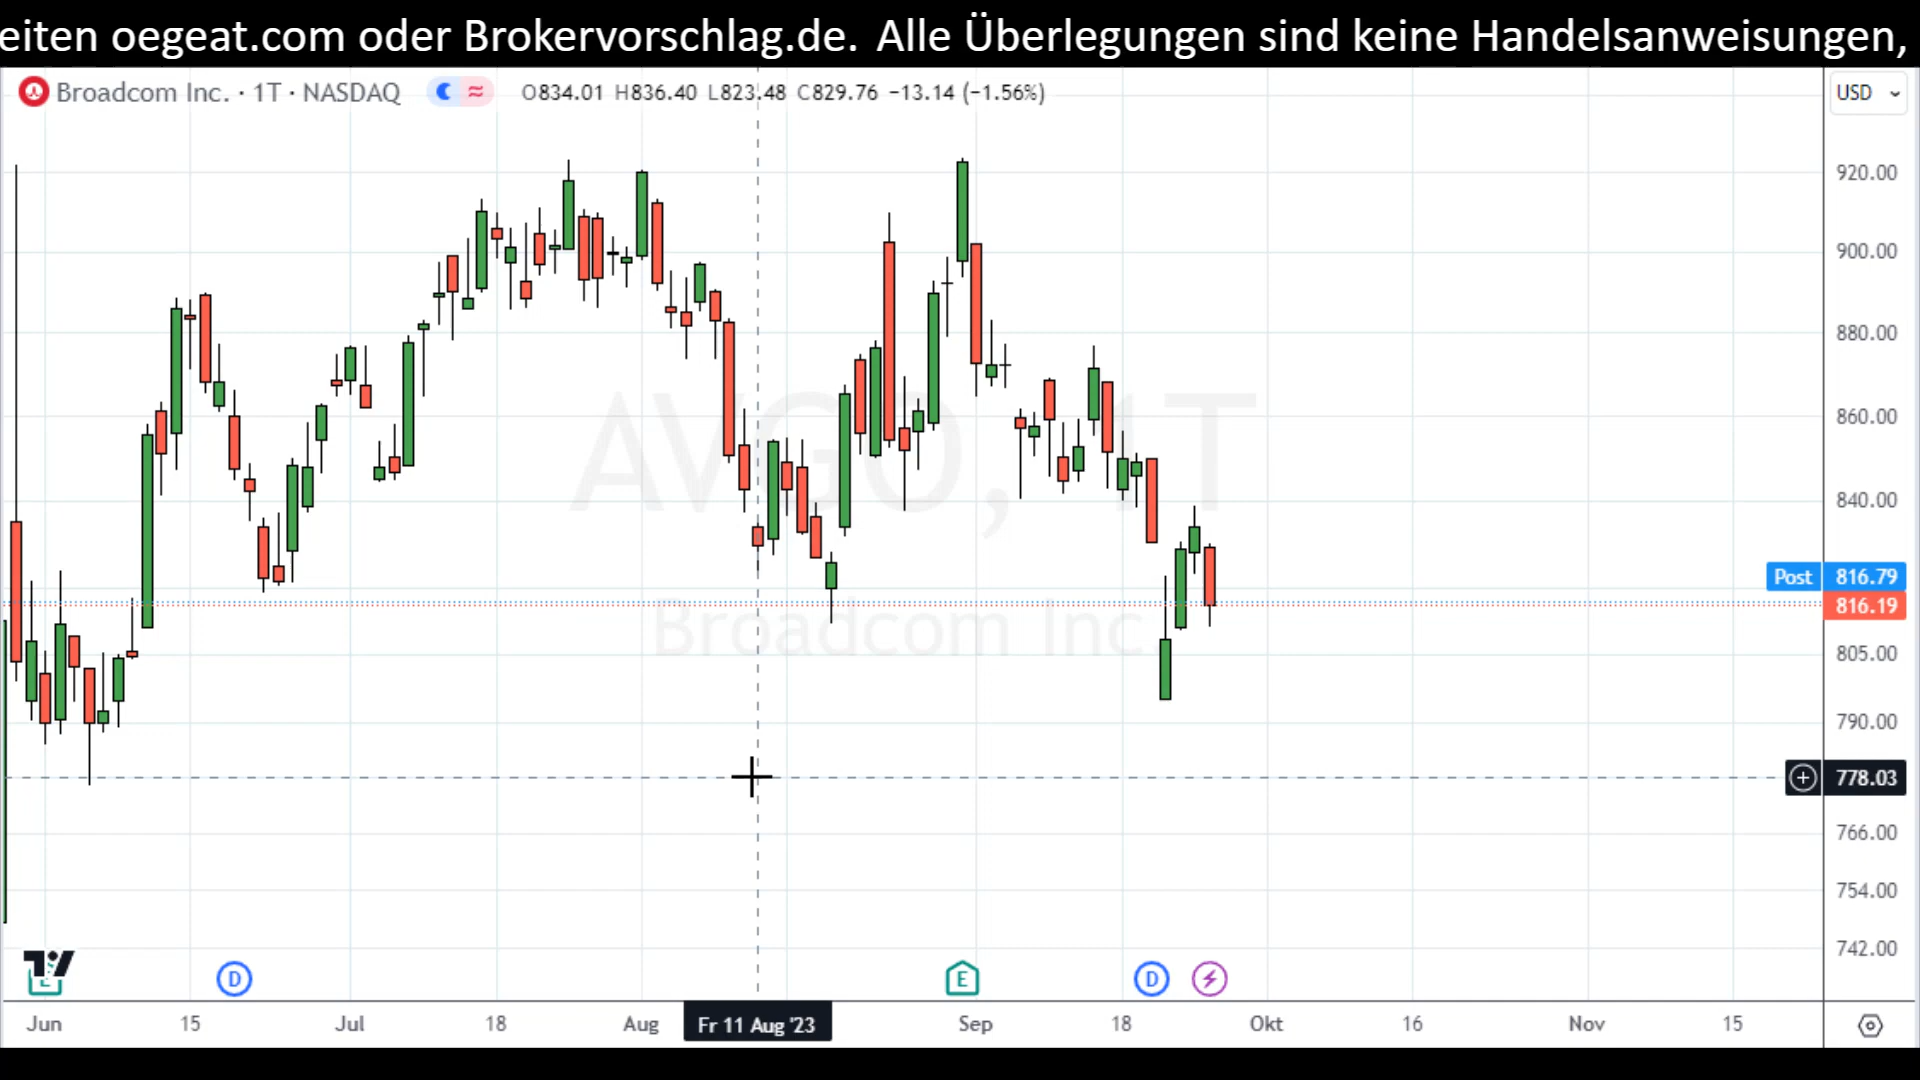 eiten oegeat.com oder Brokervorschlag.de. Alle Überlegungen sind keine Handelsanweisungen,
Broadcom Inc. · 1T · NASDAQ O834.01 H836.40 L823.48 C829.76 −13.14 (−1.56%) USD
920.00
900.00
880.00
860.00
AVGO, 1T
840.00
Post 816.79
816.19
Broadcom Inc.
805.00
790.00
778.03
766.00
754.00
742.00
E D E D
Jun 15 Jul 18 Aug Fr 11 Aug '23 Sep 18 Okt 16 Nov 15